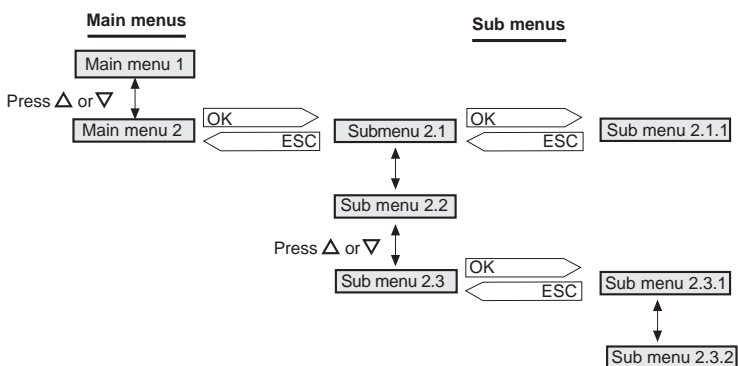 Main menus
Sub menus
Main menu 1
Press △ or ▽
Main menu 2
OK
ESC
Submenu 2.1
OK
ESC
Sub menu 2.1.1
Sub menu 2.2
Press △ or ▽
Sub menu 2.3
OK
ESC
Sub menu 2.3.1
Sub menu 2.3.2